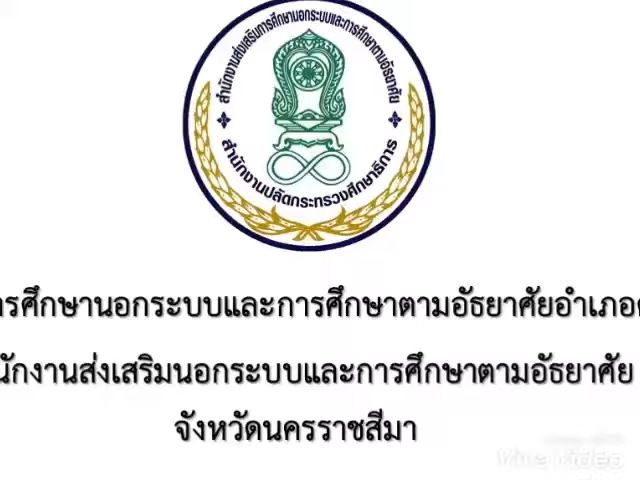 สำนักงานส่งเสริมการศึกษานอกระบบและการศึกษาตามอัธยาศัย
สำนักงานปลัดกระทรวงศึกษาธิการ
การศึกษานอกระบบและการศึกษาตามอัธยาศัยอำเภอ
นักงานส่งเสริมนอกระบบและการศึกษาตามอัธยาศัย
จังหวัดนครราชสีมา
Viva Video